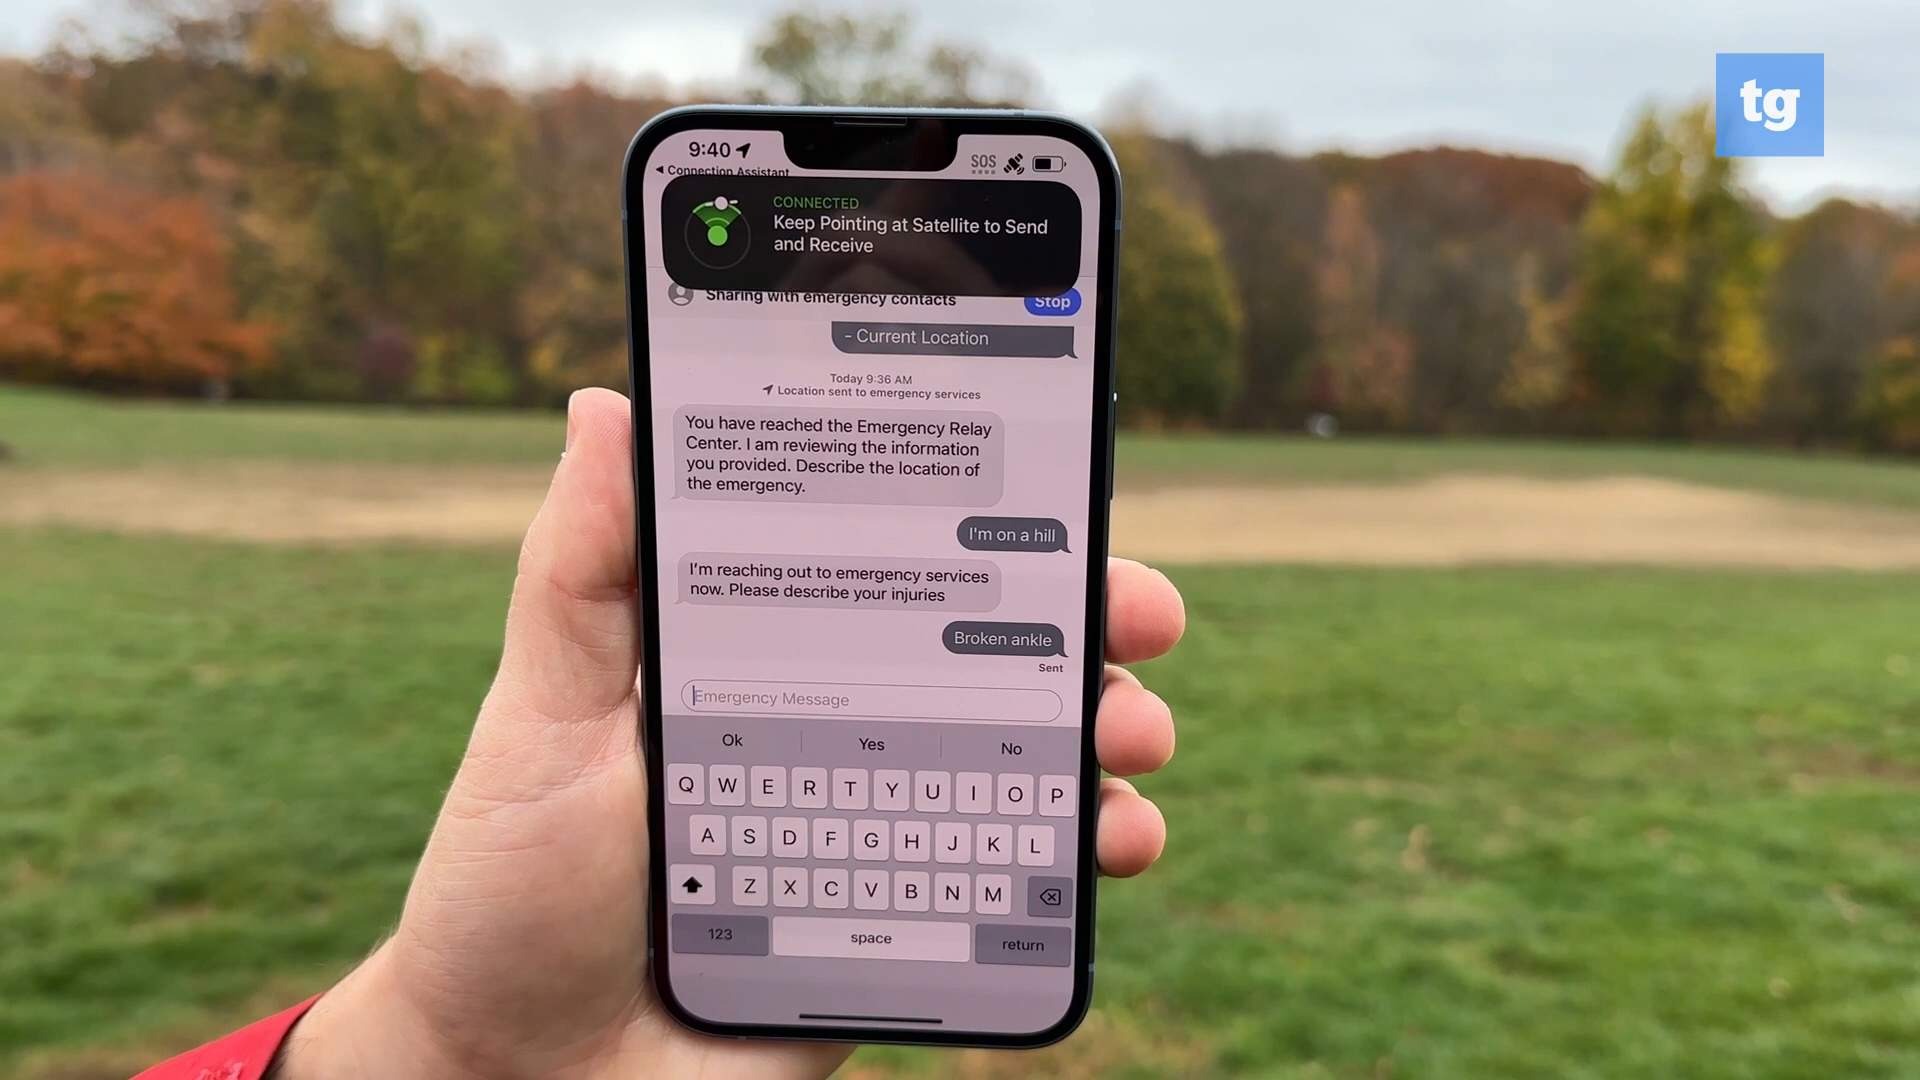 tg
9:40
SOS
◀ Connection Assistant
CONNECTED
Keep Pointing at Satellite to Send
and Receive
Sharing with emergency contacts
Stop
- Current Location
Today 9:36 AM
Location sent to emergency services
You have reached the Emergency Relay
Center. I am reviewing the information
you provided. Describe the location of
the emergency.
I'm on a hill
I'm reaching out to emergency services
now. Please describe your injuries
Broken ankle
Sent
Emergency Message
Ok Yes No
Q W E R T Y U I O P
A S D F G H J K L
Z X C V B N M
123 space return